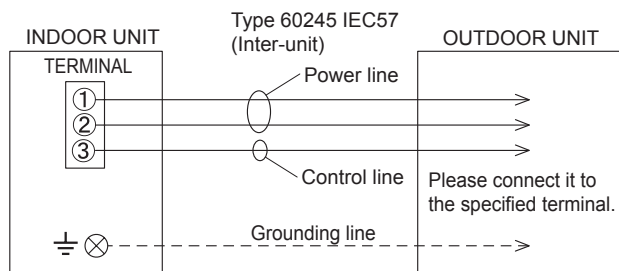 Type 60245 IEC57
(Inter-unit)
INDOOR UNIT
OUTDOOR UNIT
TERMINAL
Power line
1
2
3
Control line
Please connect it to
the specified terminal.
Grounding line